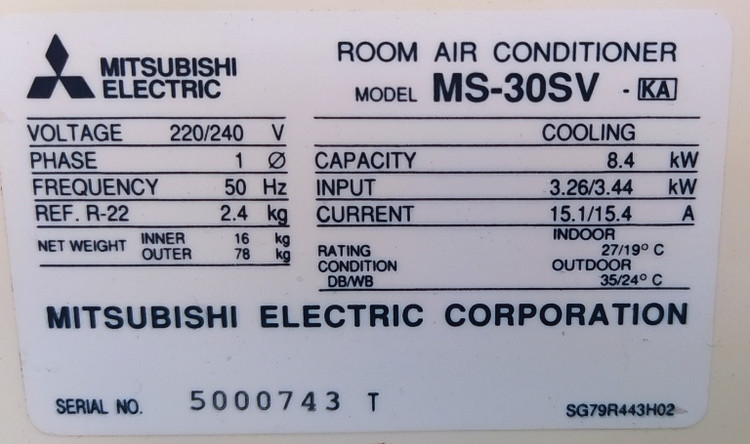 MITSUBISHI
ELECTRIC
ROOM AIR CONDITIONER
MODEL MS-30SV - KA
VOLTAGE 220/240 V
PHASE 1 Ø
FREQUENCY 50 Hz
REF. R-22 2.4 kg
NET WEIGHT INNER 16 kg
OUTER 78 kg
COOLING
CAPACITY 8.4 kW
INPUT 3.26/3.44 kW
CURRENT 15.1/15.4 A
RATING CONDITION DB/WB
INDOOR
27/19° C
OUTDOOR
35/24° C
MITSUBISHI ELECTRIC CORPORATION
SERIAL NO. 5000743 T
SG79R443H02